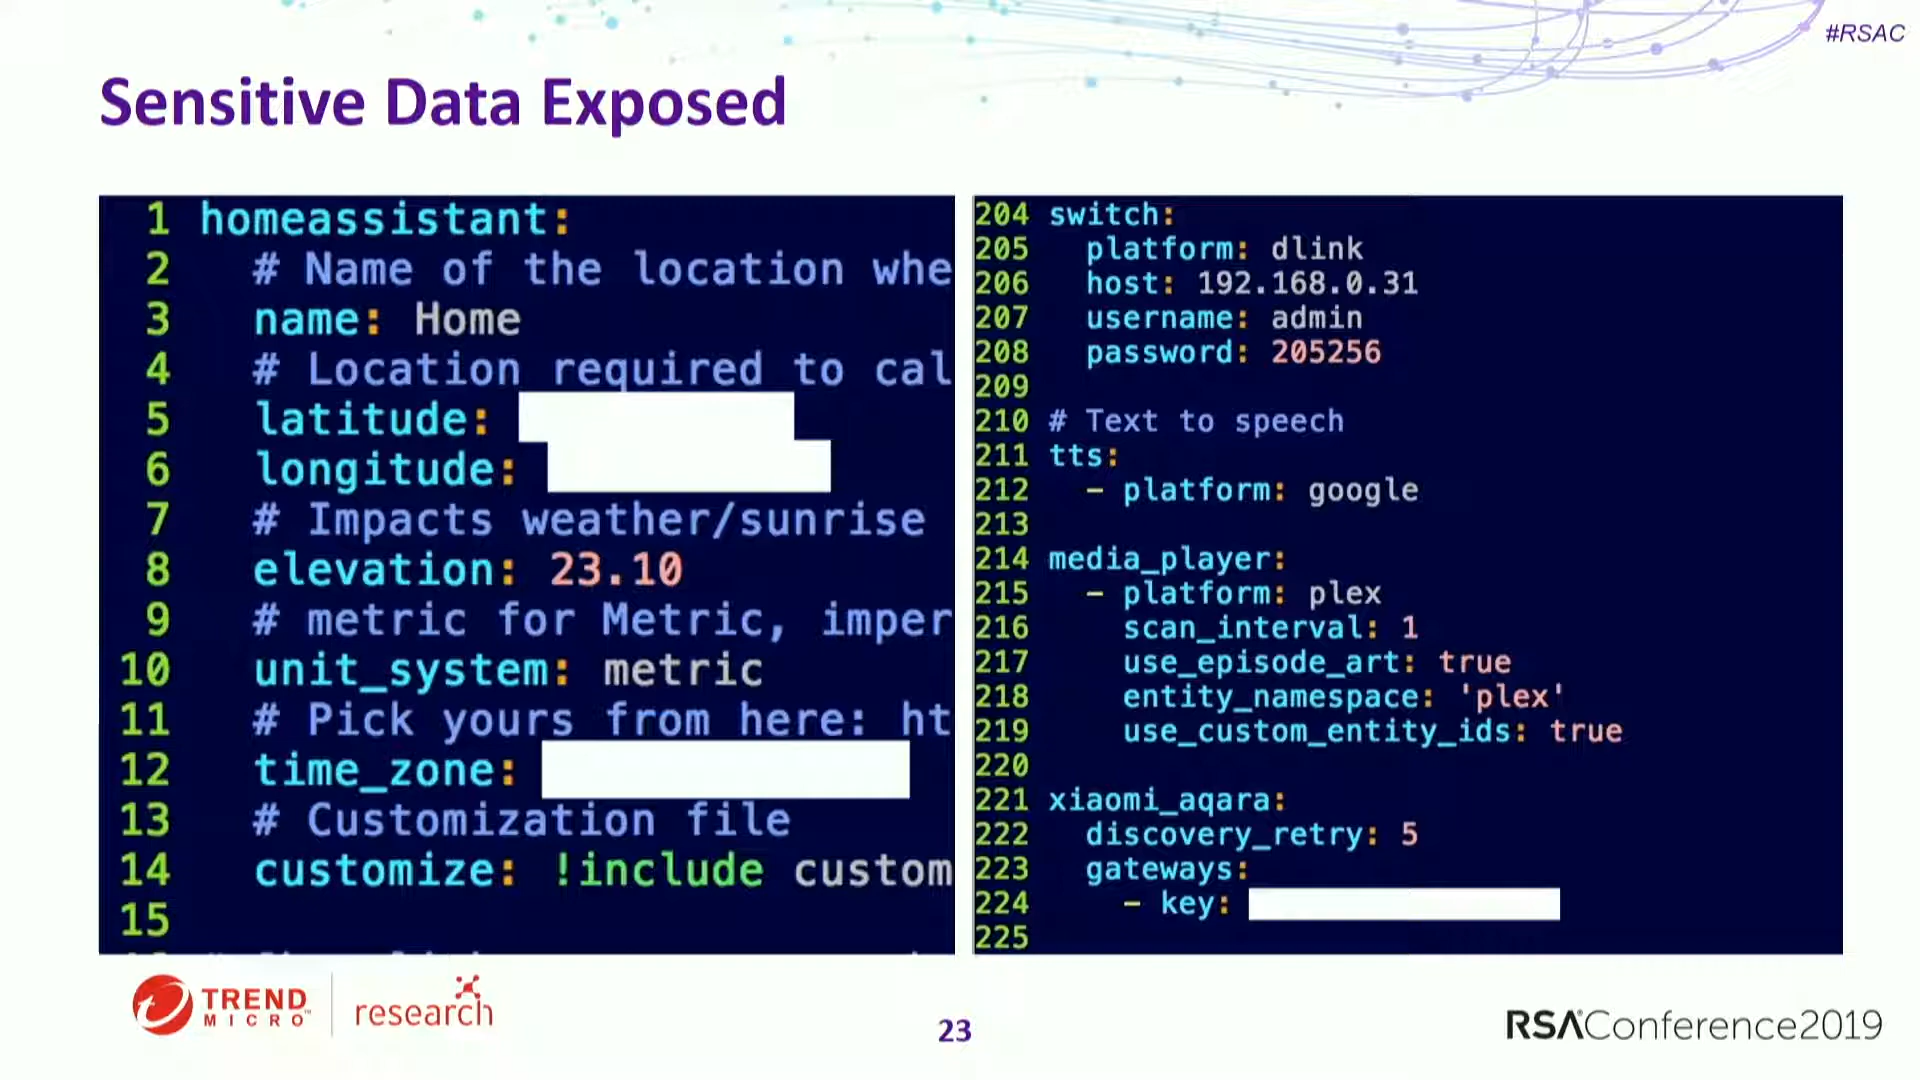 #RSAC
Sensitive Data Exposed
1 homeassistant:
2 # Name of the location whe
3 name: Home
4 # Location required to cal
5 latitude:
6 longitude:
7 # Impacts weather/sunrise
8 elevation: 23.10
9 # metric for Metric, imper
10 unit_system: metric
11 # Pick yours from here: ht
12 time_zone:
13 # Customization file
14 customize: !include custom
15
204 switch:
205 platform: dlink
206 host: 192.168.0.31
207 username: admin
208 password: 205256
209
210 # Text to speech
211 tts:
212 - platform: google
213
214 media_player:
215 - platform: plex
216 scan_interval: 1
217 use_episode_art: true
218 entity_namespace: 'plex'
219 use_custom_entity_ids: true
220
221 xiaomi_aqara:
222 discovery_retry: 5
223 gateways:
224 - key:
225
TREND
MICRO™
research
23
RSA®Conference2019